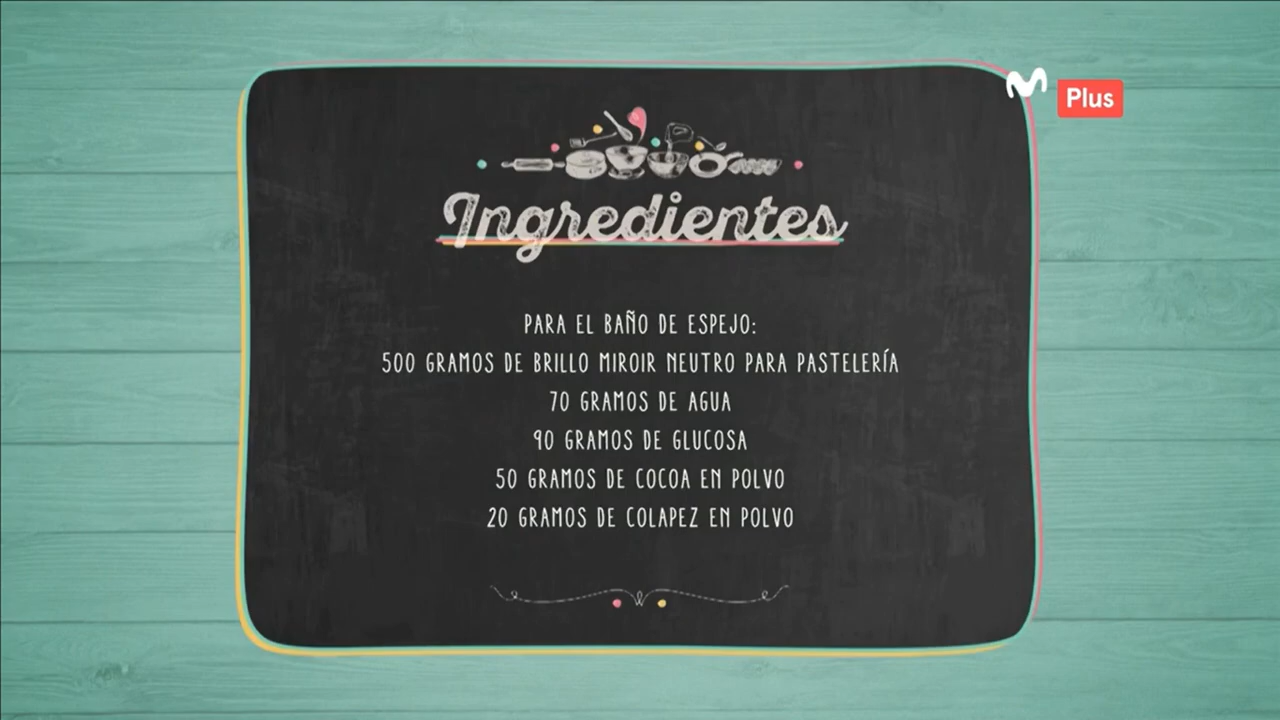 Plus
Ingredientes
PARA EL BAÑO DE ESPEJO:
500 GRAMOS DE BRILLO MIROIR NEUTRO PARA PASTELERÍA
70 GRAMOS DE AGUA
90 GRAMOS DE GLUCOSA
50 GRAMOS DE COCOA EN POLVO
20 GRAMOS DE COLAPEZ EN POLVO